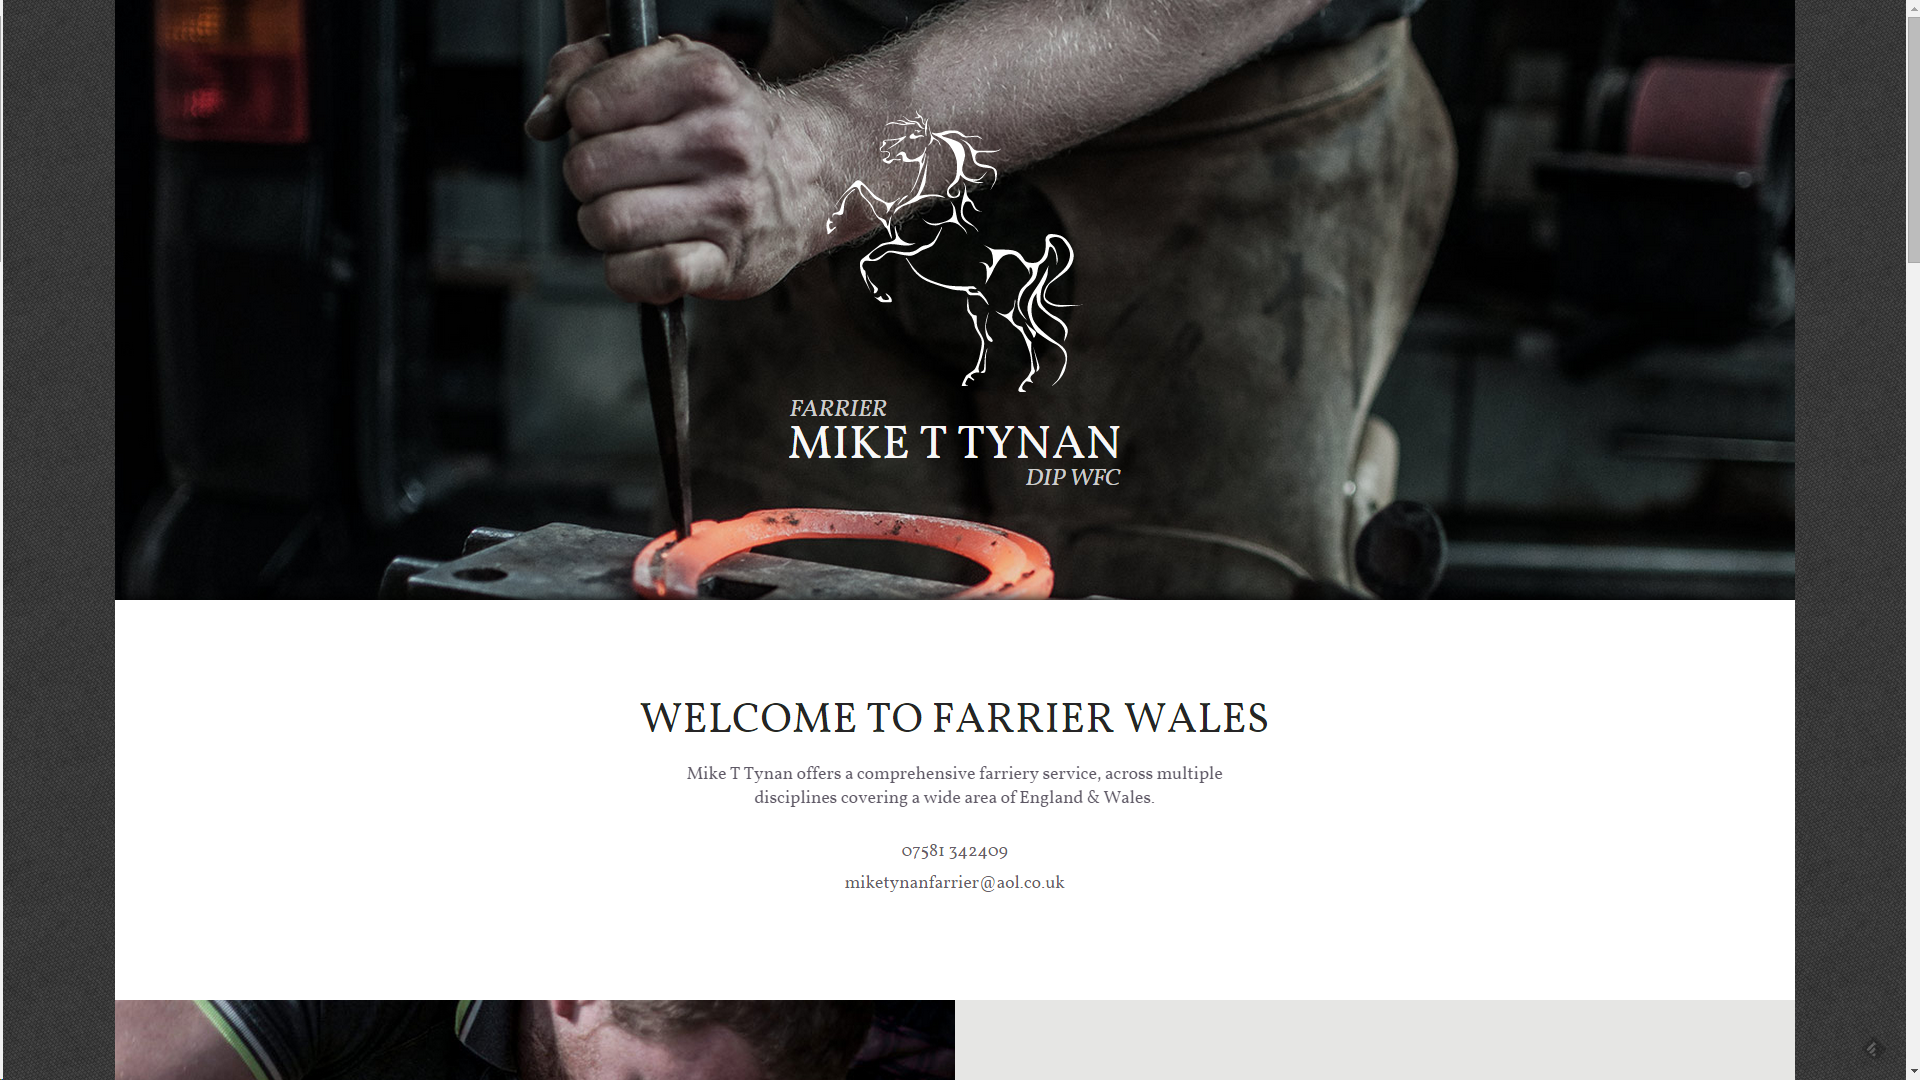 FARRIER
MIKE T TYNAN
DIP WFC
WELCOME TO FARRIER WALES
Mike T Tynan offers a comprehensive farriery service, across multiple
disciplines covering a wide area of England & Wales.
07581 342409
miketynanfarrier@aol.co.uk